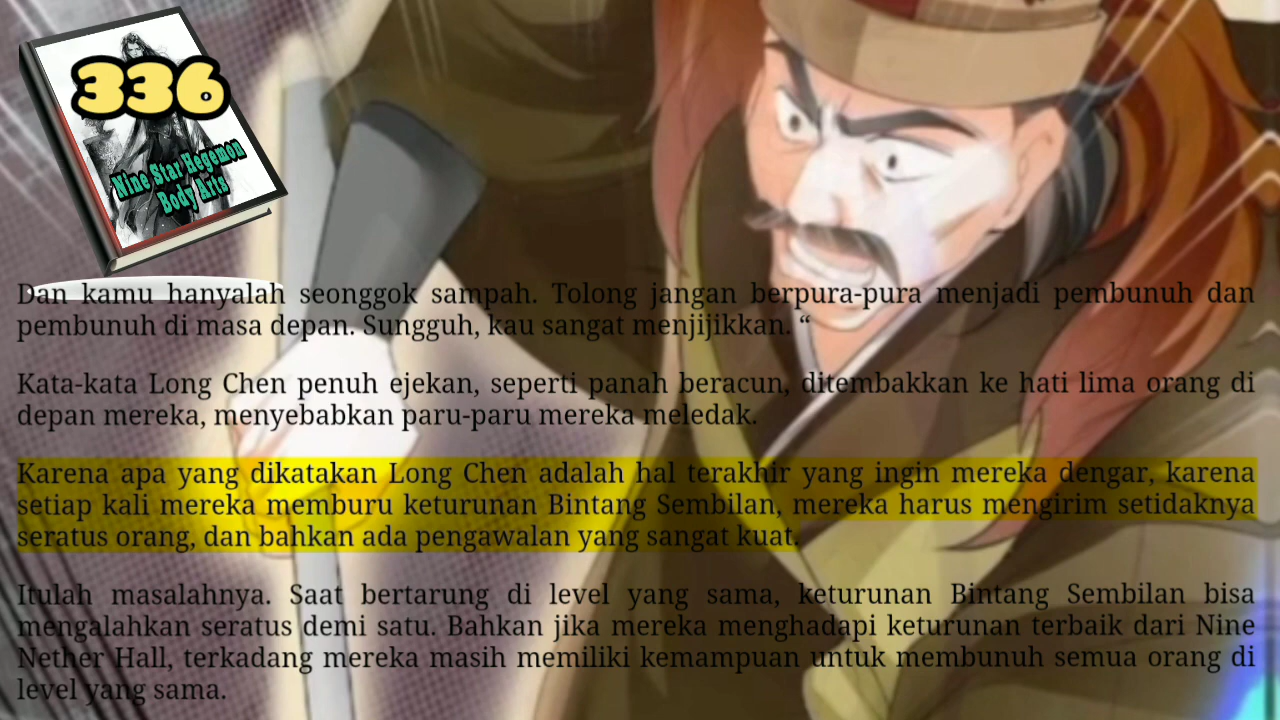 336
Nine Star Hegemon
Body Arts
Dan kamu hanyalah seonggok sampah. Tolong jangan berpura-pura menjadi pembunuh dan
pembunuh di masa depan. Sungguh, kau sangat menjijikkan. “
Kata-kata Long Chen penuh ejekan, seperti panah beracun, ditembakkan ke hati lima orang di
depan mereka, menyebabkan paru-paru mereka meledak.
Karena apa yang dikatakan Long Chen adalah hal terakhir yang ingin mereka dengar, karena
setiap kali mereka memburu keturunan Bintang Sembilan, mereka harus mengirim setidaknya
seratus orang, dan bahkan ada pengawalan yang sangat kuat.
Itulah masalahnya. Saat bertarung di level yang sama, keturunan Bintang Sembilan bisa
mengalahkan seratus demi satu. Bahkan jika mereka menghadapi keturunan terbaik dari Nine
Nether Hall, terkadang mereka masih memiliki kemampuan untuk membunuh semua orang di
level yang sama.